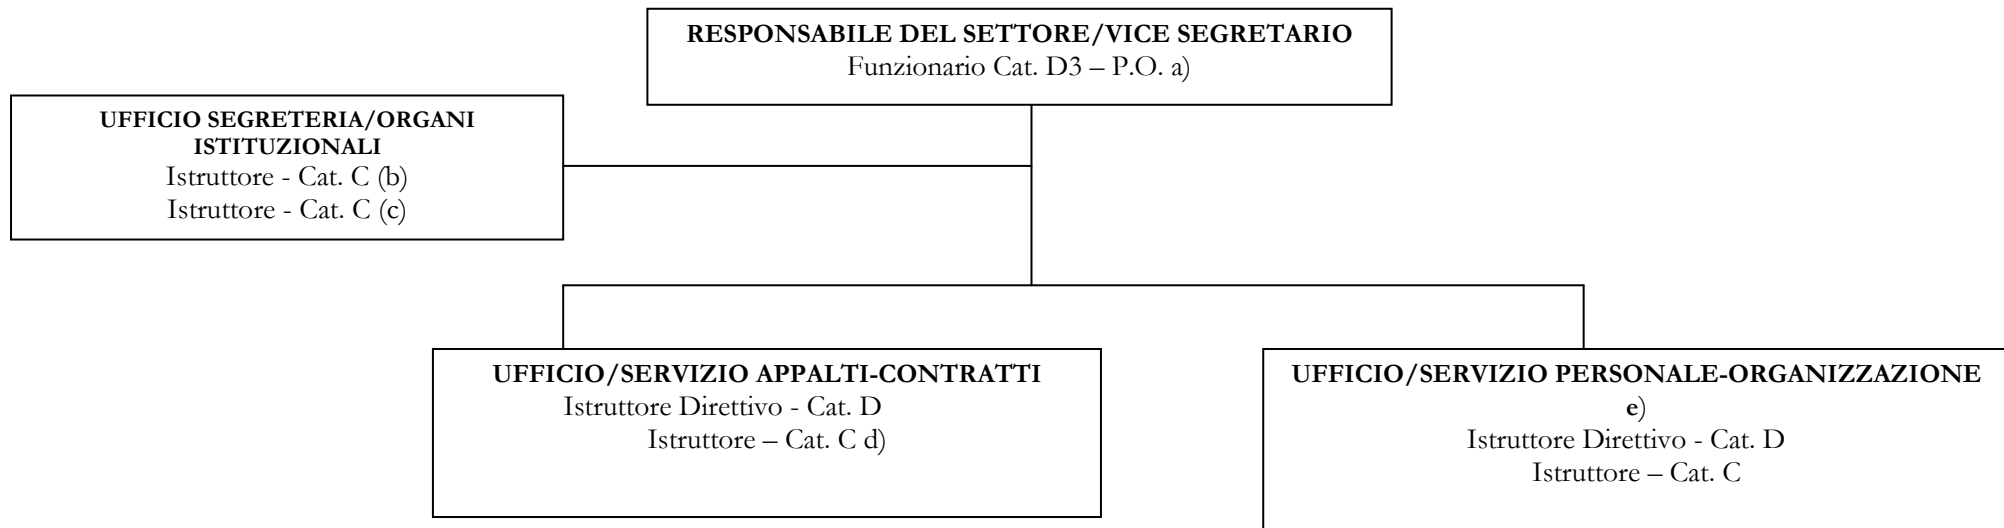 RESPONSABILE DEL SETTORE/VICE SEGRETARIO
Funzionario Cat. D3 – P.O. a)
UFFICIO SEGRETERIA/ORGANI
ISTITUZIONALI
Istruttore - Cat. C (b)
Istruttore - Cat. C (c)
UFFICIO/SERVIZIO APPALTI-CONTRATTI
Istruttore Direttivo - Cat. D
Istruttore – Cat. C d)
UFFICIO/SERVIZIO PERSONALE-ORGANIZZAZIONE
e)
Istruttore Direttivo - Cat. D
Istruttore – Cat. C